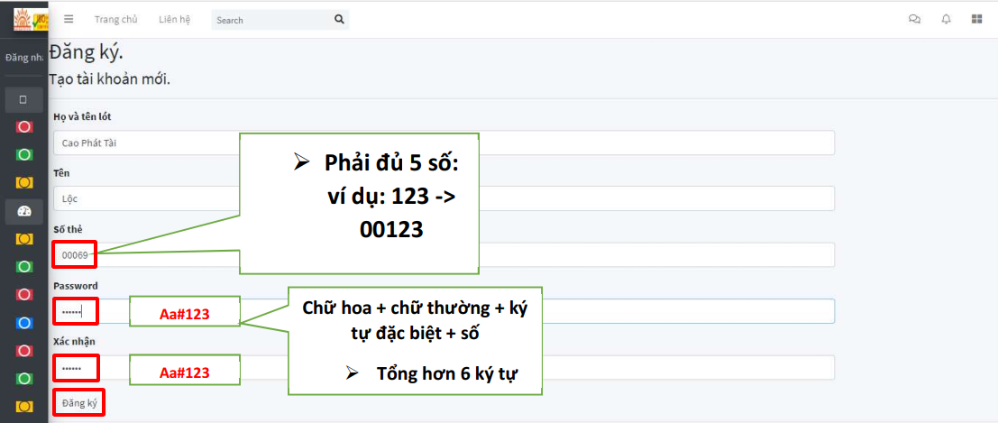 Trang chủ
Liên hệ
Search
Đăng nhậ
Đăng ký.
Tạo tài khoản mới.
Họ và tên lót
Cao Phát Tài
Tên
Lộc
Số thẻ
00069
➢ Phải đủ 5 số:
ví dụ: 123 ->
00123
Password
••••••
Aa#123
Chữ hoa + chữ thường + ký
tự đặc biệt + số
➢ Tổng hơn 6 ký tự
Xác nhận
••••••
Aa#123
Đăng ký